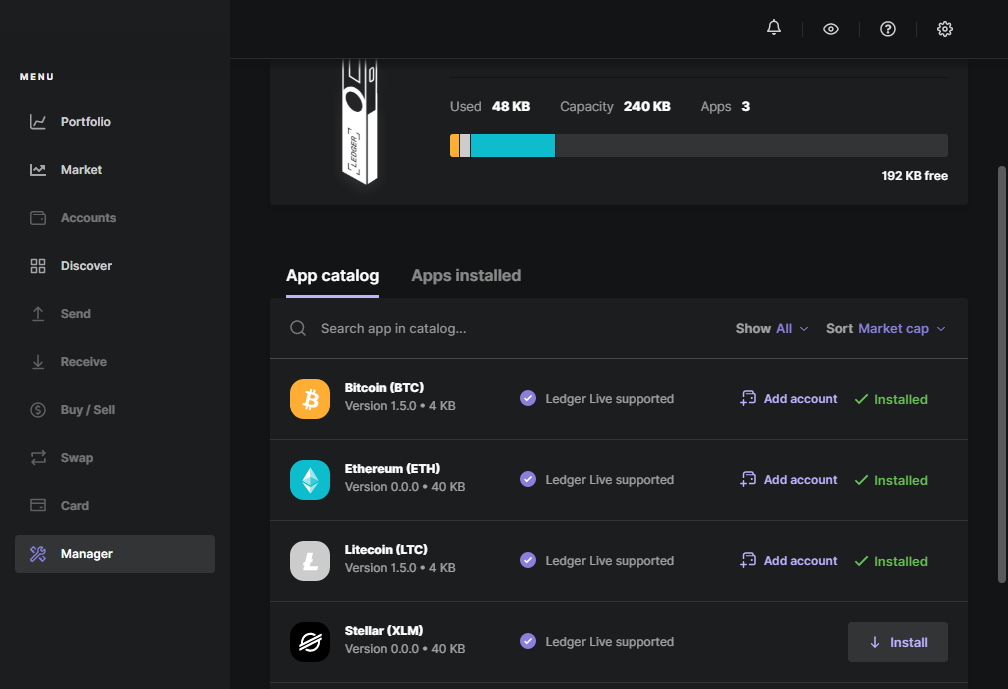 MENU
Portfolio
Market
Accounts
Discover
Send
Receive
Buy / Sell
Swap
Card
Manager
LEDGER
Used 48 KB Capacity 240 KB Apps 3
192 KB free
App catalog Apps installed
Search app in catalog... Show All Sort Market cap
Bitcoin (BTC)
Version 1.5.0 • 4 KB
Ledger Live supported Add account Installed
Ethereum (ETH)
Version 0.0.0 • 40 KB
Ledger Live supported Add account Installed
Litecoin (LTC)
Version 1.5.0 • 4 KB
Ledger Live supported Add account Installed
Stellar (XLM)
Version 0.0.0 • 40 KB
Ledger Live supported Install